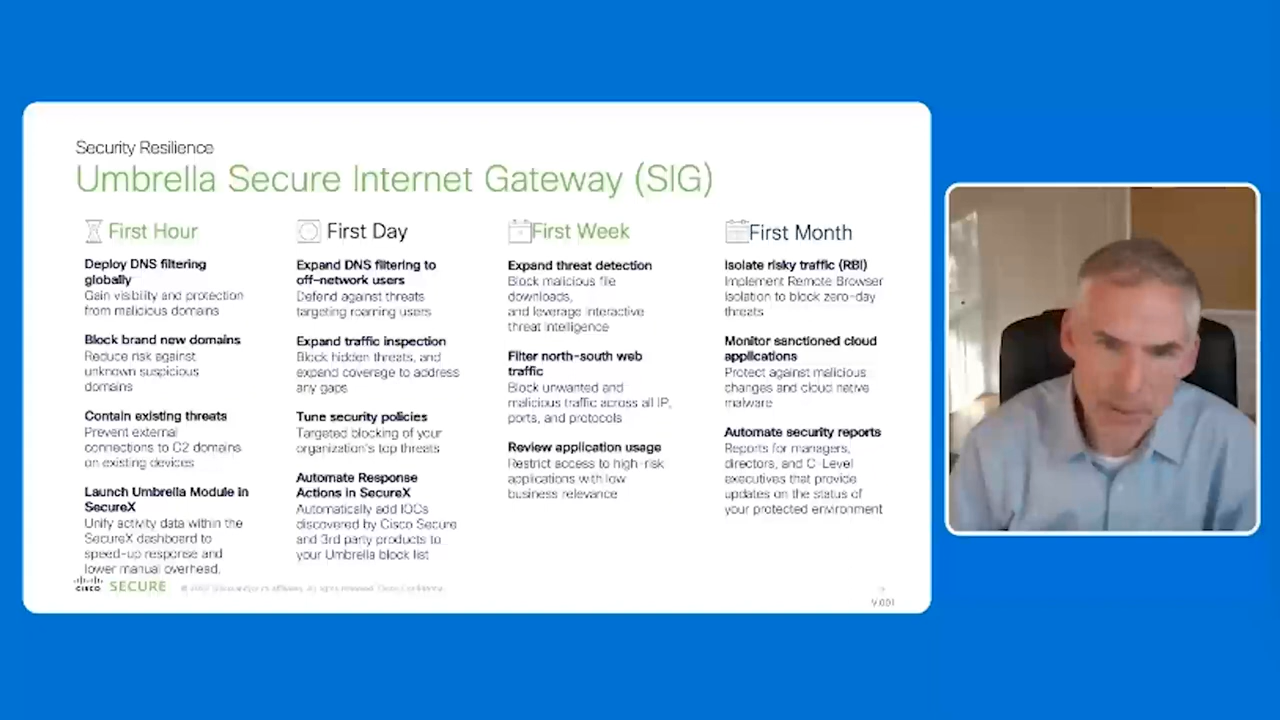 Security Resilience
Umbrella Secure Internet Gateway (SIG)
First Hour
Deploy DNS filtering
globally
Gain visibility and protection
from malicious domains
Block brand new domains
Reduce risk against
unknown suspicious
domains
Contain existing threats
Prevent external
connections to C2 domains
on existing devices
Launch Umbrella Module in
SecureX
Unify activity data within the
SecureX dashboard to
speed-up response and
lower manual overhead.
First Day
Expand DNS filtering to
off-network users
Defend against threats
targeting roaming users
Expand traffic inspection
Block hidden threats, and
expand coverage to address
any gaps
Tune security policies
Targeted blocking of your
organization's top threats
Automate Response
Actions in SecureX
Automatically add IOCs
discovered by Cisco Secure
and 3rd party products to
your Umbrella block list
First Week
Expand threat detection
Block malicious file
downloads,
and leverage interactive
threat intelligence
Filter north-south web
traffic
Block unwanted and
malicious traffic across all IP,
ports, and protocols
Review application usage
Restrict access to high-risk
applications with low
business relevance
First Month
Isolate risky traffic (RBI)
Implement Remote Browser
Isolation to block zero-day
threats
Monitor sanctioned cloud
applications
Protect against malicious
changes and cloud native
malware
Automate security reports
Reports for managers,
directors, and C-Level
executives that provide
updates on the status of
your protected environment
CISCO SECURE
V.001